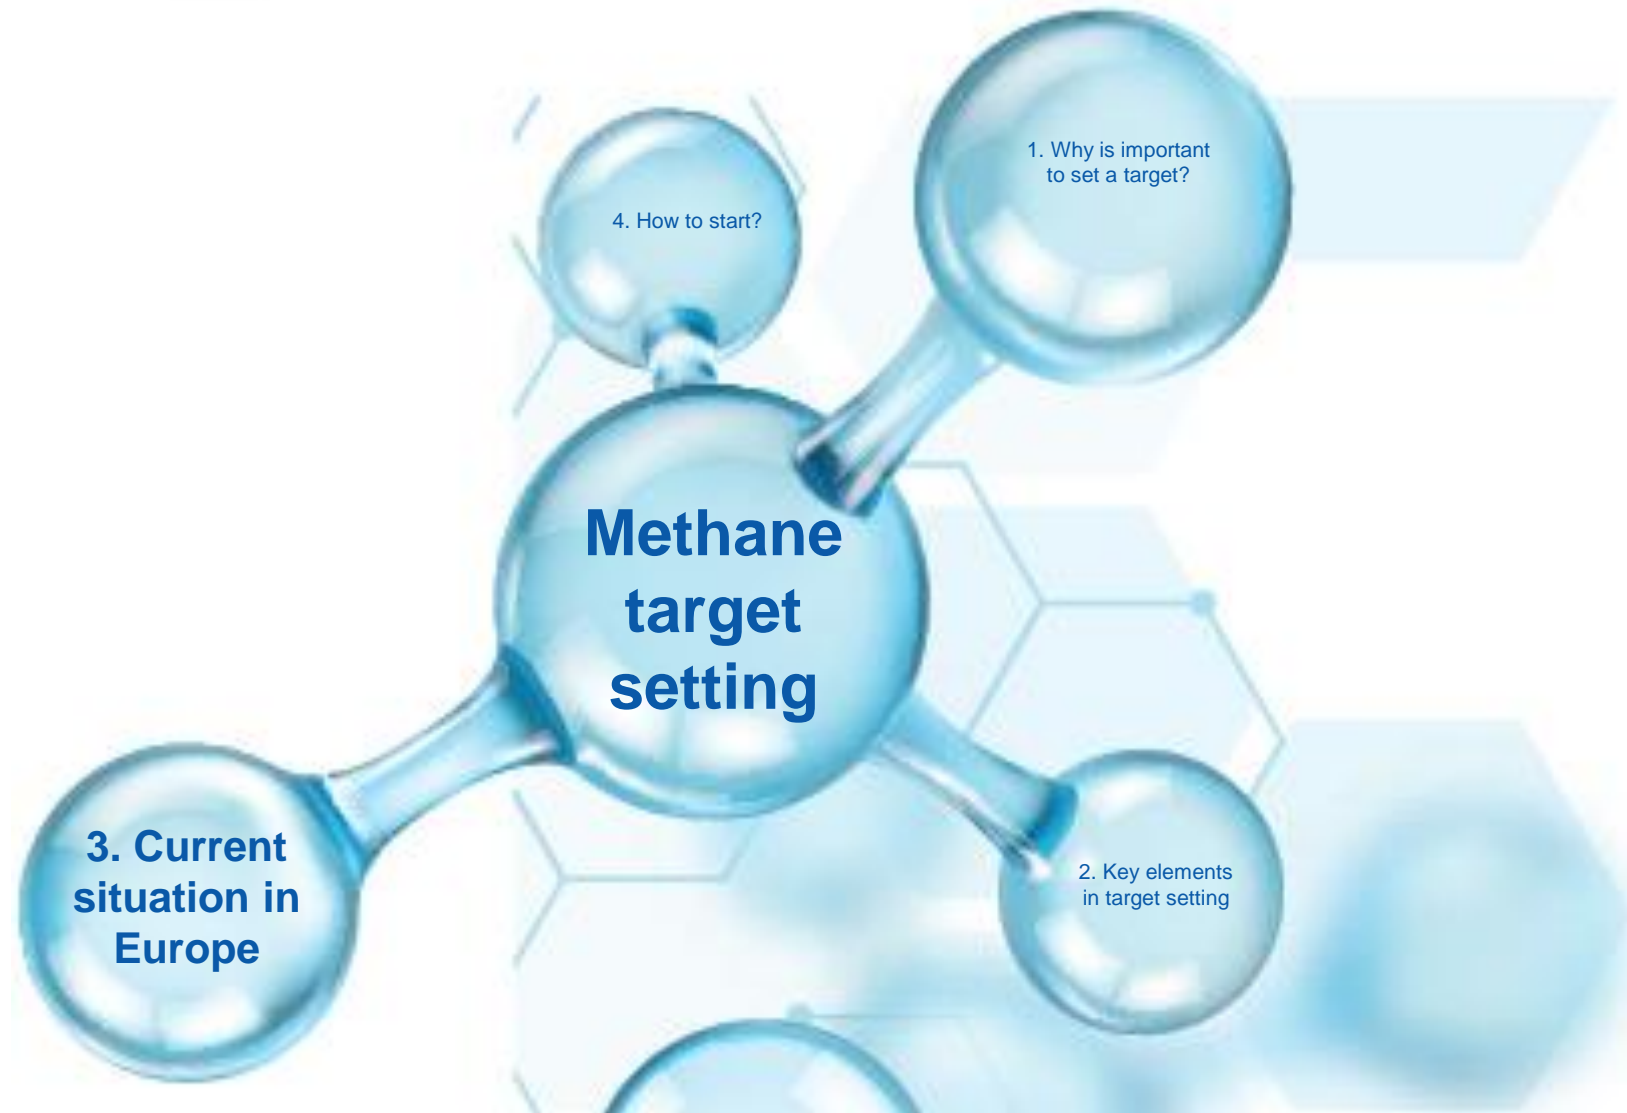 1. Why is important
to set a target?
4. How to start?
Methane
target
setting
3. Current
situation in
Europe
2. Key elements
in target setting